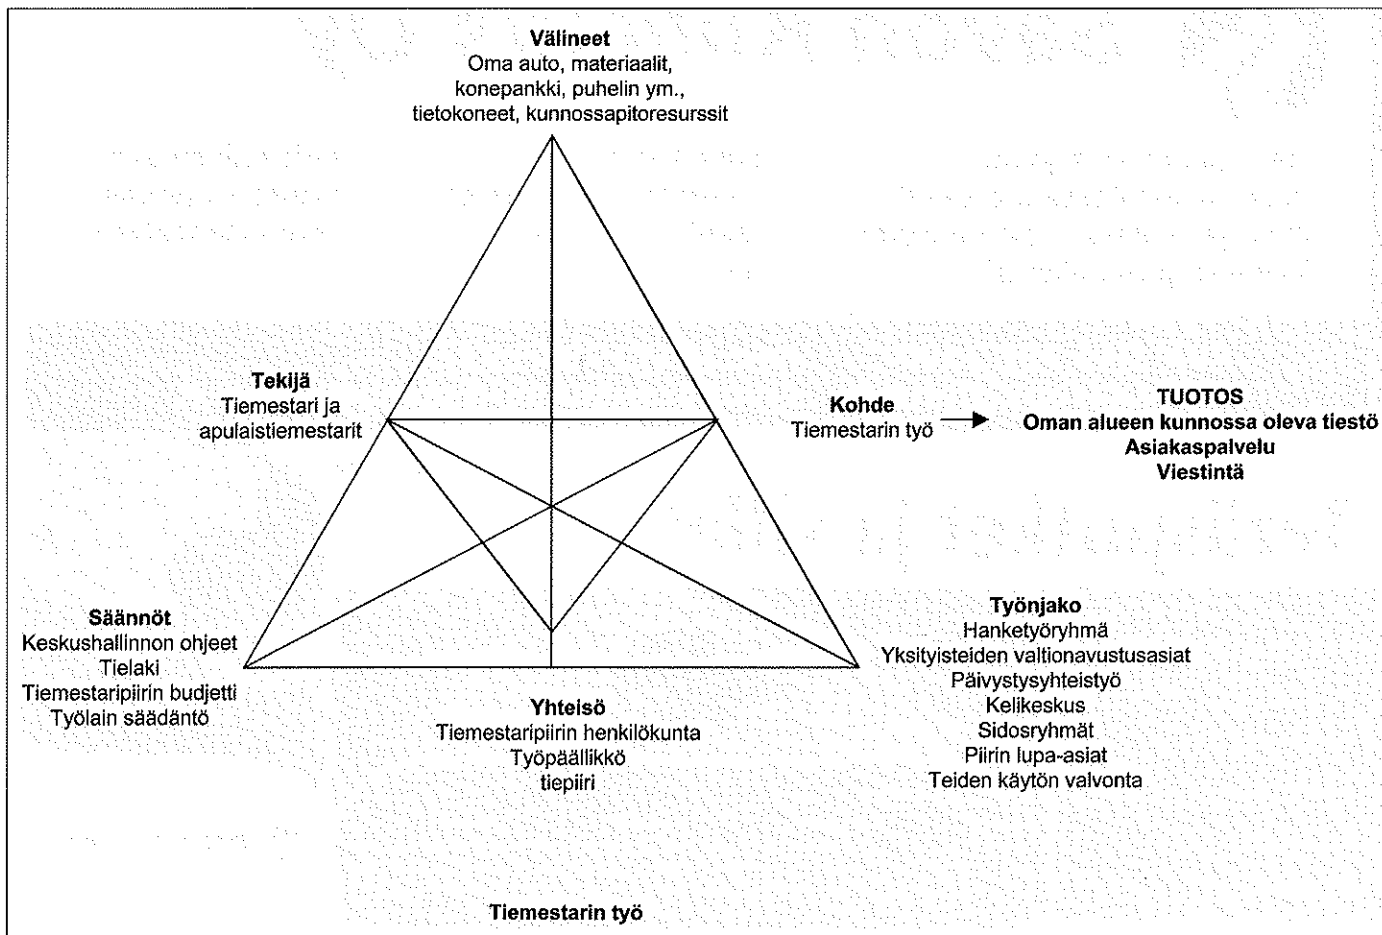 Välineet
Oma auto, materiaalit,
konepankki, puhelin ym.,
tietokoneet, kunnossapitoresurssit
Tekijä
Tiemestari ja
apulaistiemestarit
Kohde
Tiemestarin työ
TUOTOS
Oman alueen kunnossa oleva tiestö
Asiakaspalvelu
Viestintä
Säännöt
Keskushallinnon ohjeet
Tielaki
Tiemestaripiirin budjetti
Työlain säädäntö
Yhteisö
Tiemestaripiirin henkilökunta
Työpäällikkö
tiepiiri
Työnjako
Hanketyöryhmä
Yksityisteiden valtionavustusasiat
Päivystysyhteistyö
Kelikeskus
Sidosryhmät
Piirin lupa-asiat
Teiden käytön valvonta
Tiemestarin työ